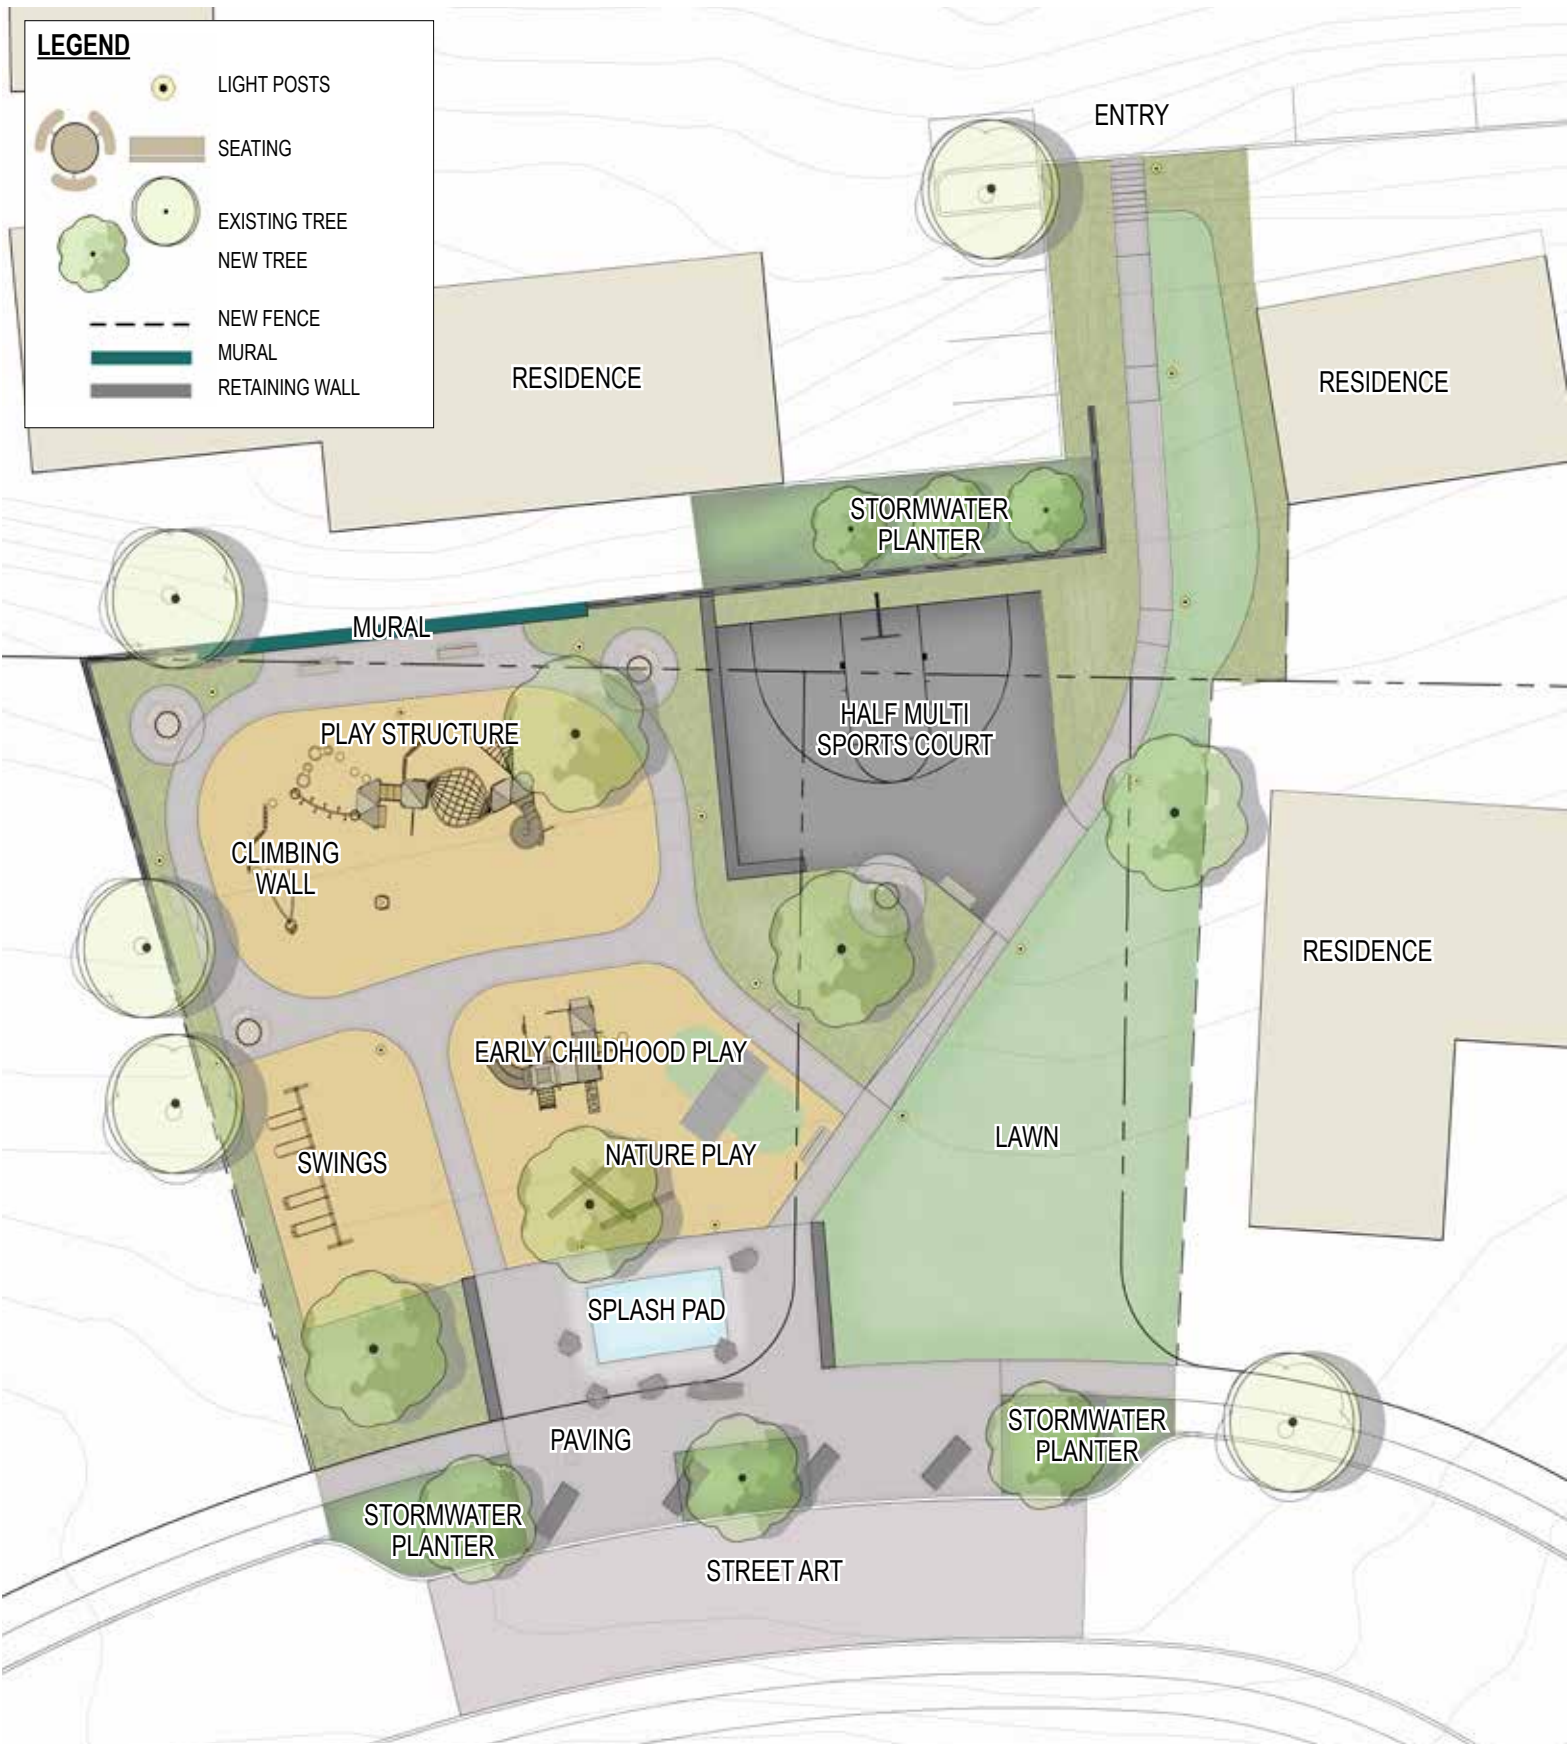 LEGEND
LIGHT POSTS
SEATING
EXISTING TREE
NEW TREE
NEW FENCE
MURAL
RETAINING WALL
ENTRY
RESIDENCE
RESIDENCE
STORMWATER
PLANTER
MURAL
PLAY STRUCTURE
HALF MULTI
SPORTS COURT
CLIMBING
WALL
RESIDENCE
EARLY CHILDHOOD PLAY
LAWN
NATURE PLAY
SWINGS
SPLASH PAD
STORMWATER
PLANTER
PAVING
STORMWATER
PLANTER
STREET ART